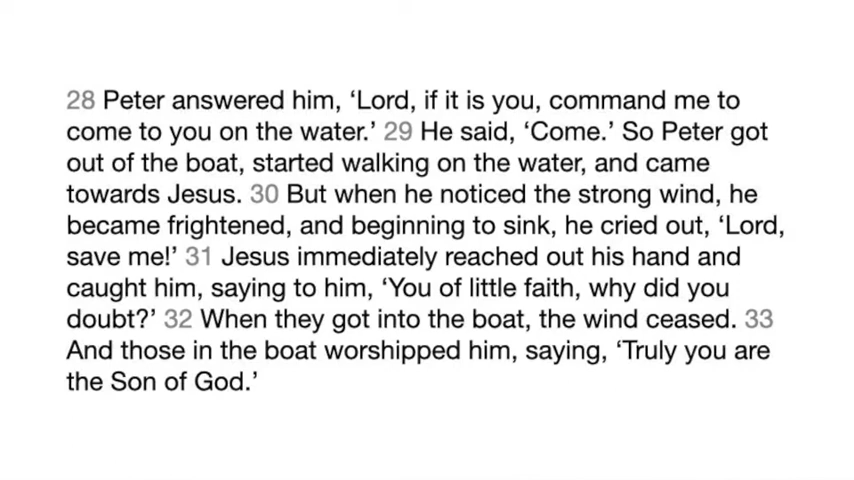 28 Peter answered him, ‘Lord, if it is you, command me to
come to you on the water.’ 29 He said, ‘Come.’ So Peter got
out of the boat, started walking on the water, and came
towards Jesus. 30 But when he noticed the strong wind, he
became frightened, and beginning to sink, he cried out, ‘Lord,
save me!’ 31 Jesus immediately reached out his hand and
caught him, saying to him, ‘You of little faith, why did you
doubt?’ 32 When they got into the boat, the wind ceased. 33
And those in the boat worshipped him, saying, ‘Truly you are
the Son of God.’